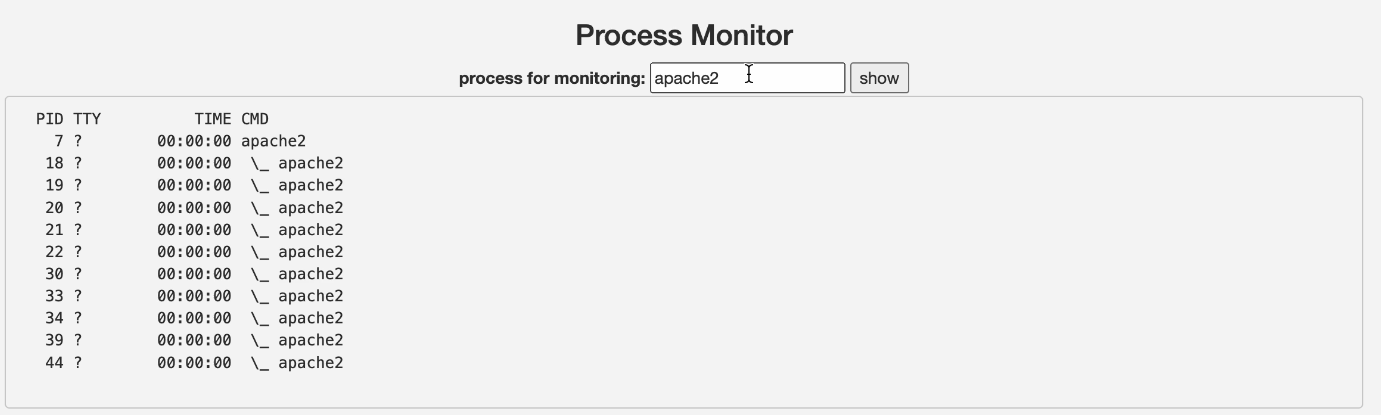 Process Monitor
process for monitoring: apache2 show
PID TTY TIME CMD
7 ? 00:00:00 apache2
18 ? 00:00:00 \_ apache2
19 ? 00:00:00 \_ apache2
20 ? 00:00:00 \_ apache2
21 ? 00:00:00 \_ apache2
22 ? 00:00:00 \_ apache2
30 ? 00:00:00 \_ apache2
33 ? 00:00:00 \_ apache2
34 ? 00:00:00 \_ apache2
39 ? 00:00:00 \_ apache2
44 ? 00:00:00 \_ apache2